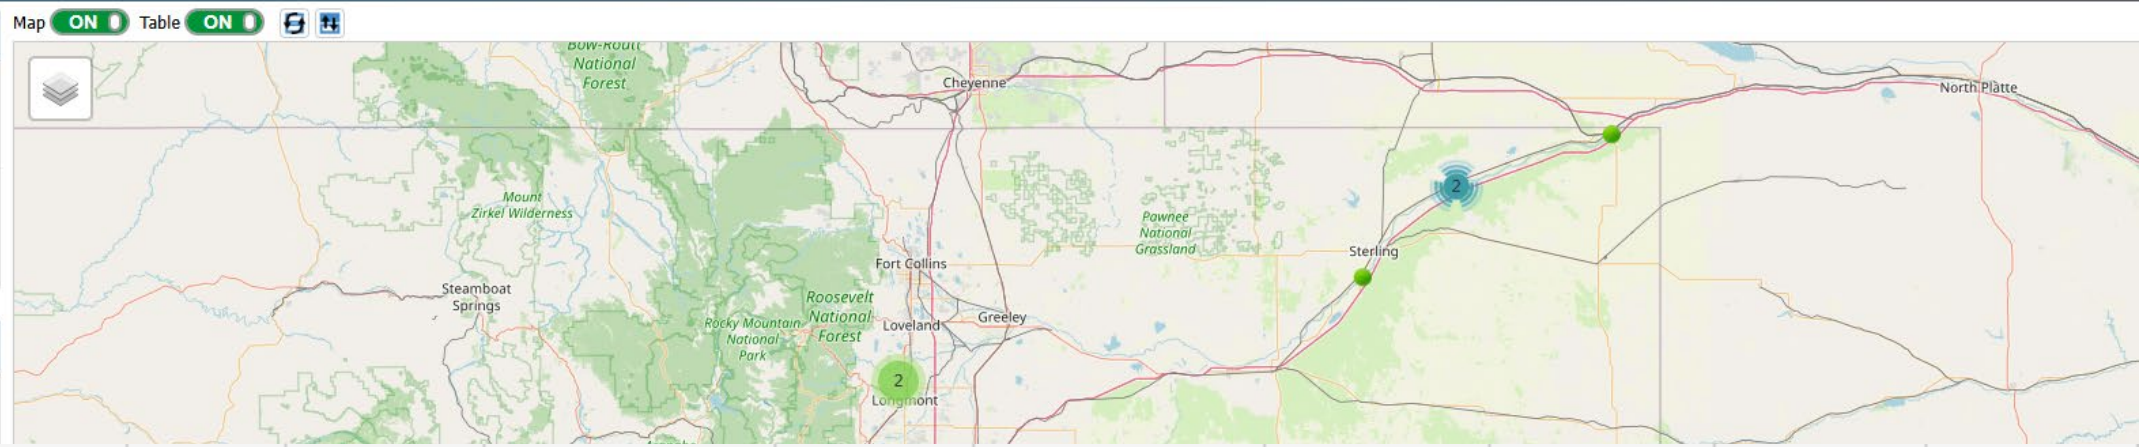 Map ON Table ON
Bow-Routt
National
Forest
Cheyenne
North Platte
Mount
Zirkel Wilderness
Pawnee
National
Grassland
2
Sterling
Fort Collins
Steamboat
Springs
Roosevelt
National
Forest
Rocky Mountain
National
Park
Loveland
Greeley
2
Longmont